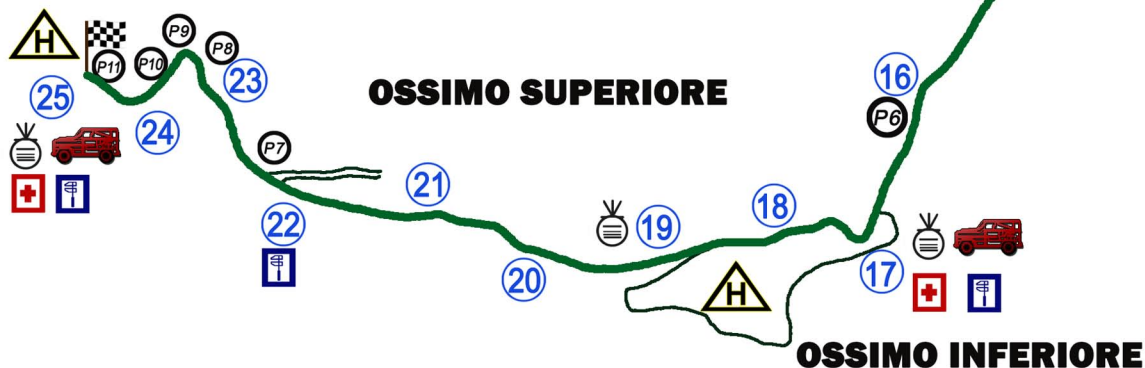 H
P9
P8
P11
P10
16
23
25
OSSIMO SUPERIORE
P6
24
P7
21
22
19
18
20
17
H
OSSIMO INFERIORE